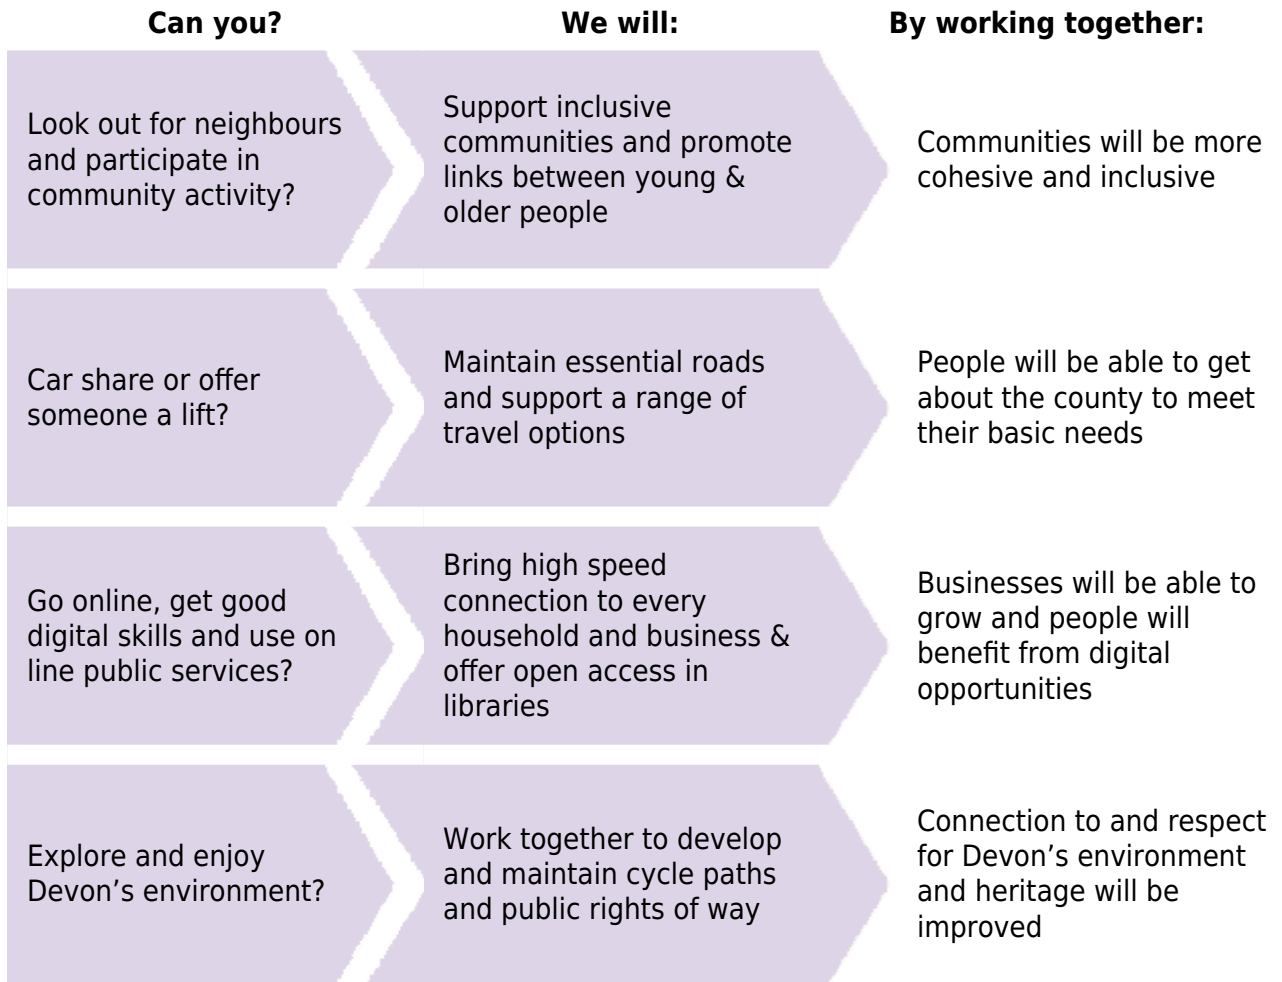 Can you?
We will:
By working together:
Look out for neighbours
and participate in
community activity?
Support inclusive
communities and promote
links between young &
older people
Communities will be more
cohesive and inclusive
Car share or offer
someone a lift?
Maintain essential roads
and support a range of
travel options
People will be able to get
about the county to meet
their basic needs
Go online, get good
digital skills and use on
line public services?
Bring high speed
connection to every
household and business &
offer open access in
libraries
Businesses will be able to
grow and people will
benefit from digital
opportunities
Explore and enjoy
Devon’s environment?
Work together to develop
and maintain cycle paths
and public rights of way
Connection to and respect
for Devon’s environment
and heritage will be
improved